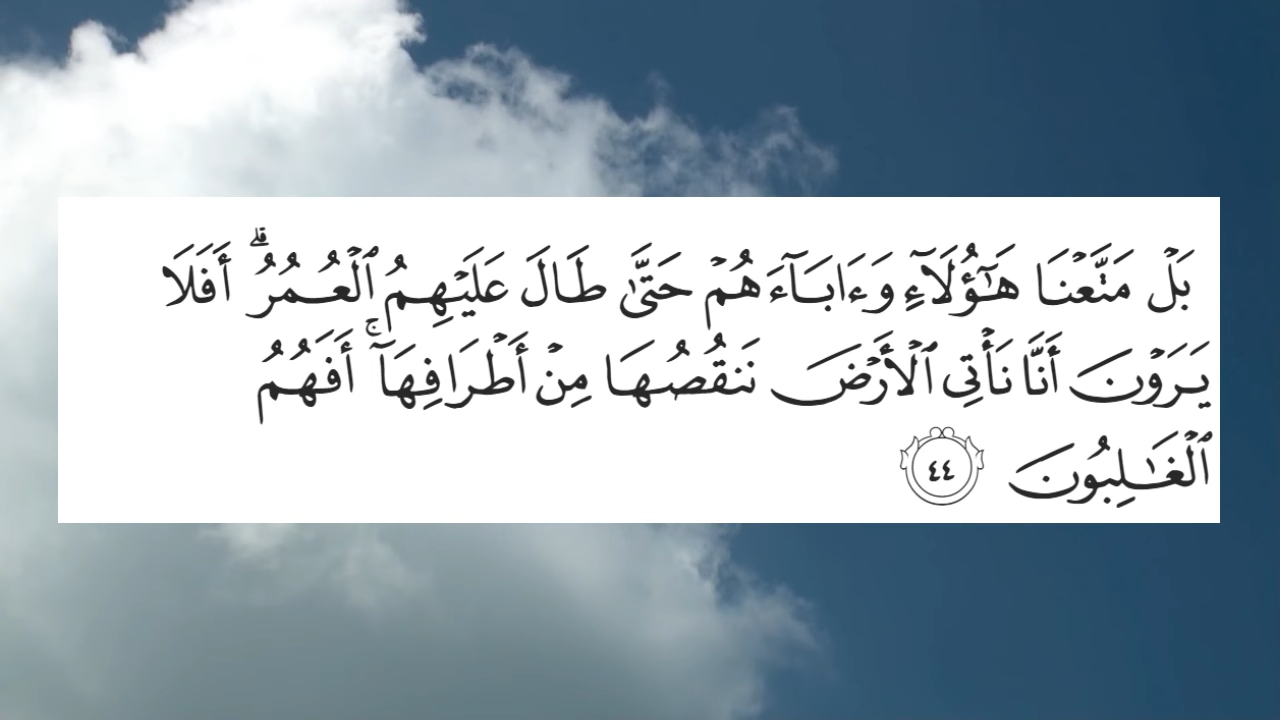 بَلۡ مَتَّعۡنَا هَٰٓؤُلَآءِ وَءَابَآءَهُمۡ حَتَّىٰ طَالَ عَلَيۡهِمُ ٱلۡعُمُرُۗ أَفَلَا
يَرَوۡنَ أَنَّا نَأۡتِي ٱلۡأَرۡضَ نَنقُصُهَا مِنۡ أَطۡرَافِهَآۚ أَفَهُمُ
ٱلۡغَٰلِبُونَ ٤٤